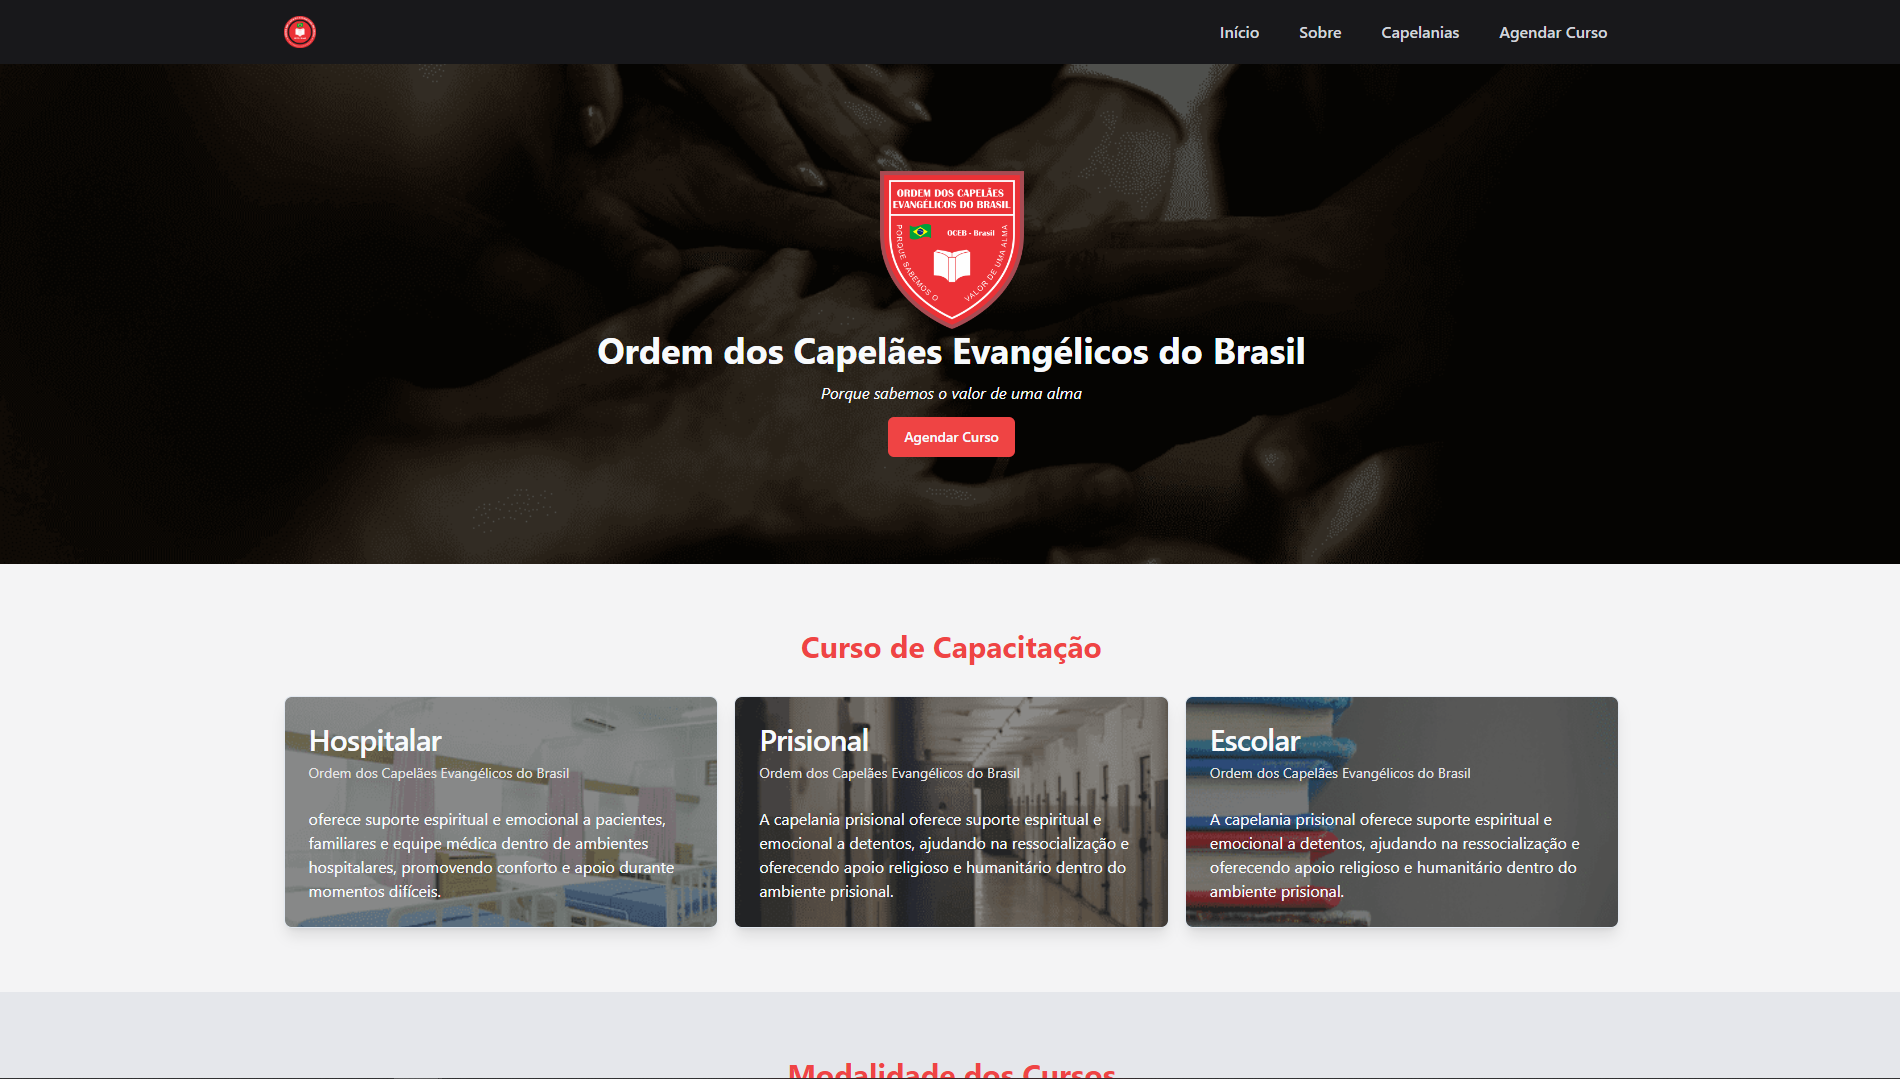 Início Sobre Capelanias Agendar Curso
ORDEM DOS CAPELÃES
EVANGÉLICOS DO BRASIL
OCEB - Brasil
PORQUE SABEMOS O VALOR DE UMA ALMA
Ordem dos Capelães Evangélicos do Brasil
Porque sabemos o valor de uma alma
Agendar Curso
Curso de Capacitação
Hospitalar
Ordem dos Capelães Evangélicos do Brasil
oferece suporte espiritual e emocional a pacientes,
familiares e equipe médica dentro de ambientes
hospitalares, promovendo conforto e apoio durante
momentos difíceis.
Prisional
Ordem dos Capelães Evangélicos do Brasil
A capelania prisional oferece suporte espiritual e
emocional a detentos, ajudando na ressocialização e
oferecendo apoio religioso e humanitário dentro do
ambiente prisional.
Escolar
Ordem dos Capelães Evangélicos do Brasil
A capelania prisional oferece suporte espiritual e
emocional a detentos, ajudando na ressocialização e
oferecendo apoio religioso e humanitário dentro do
ambiente prisional.
Modalidade dos Cursos